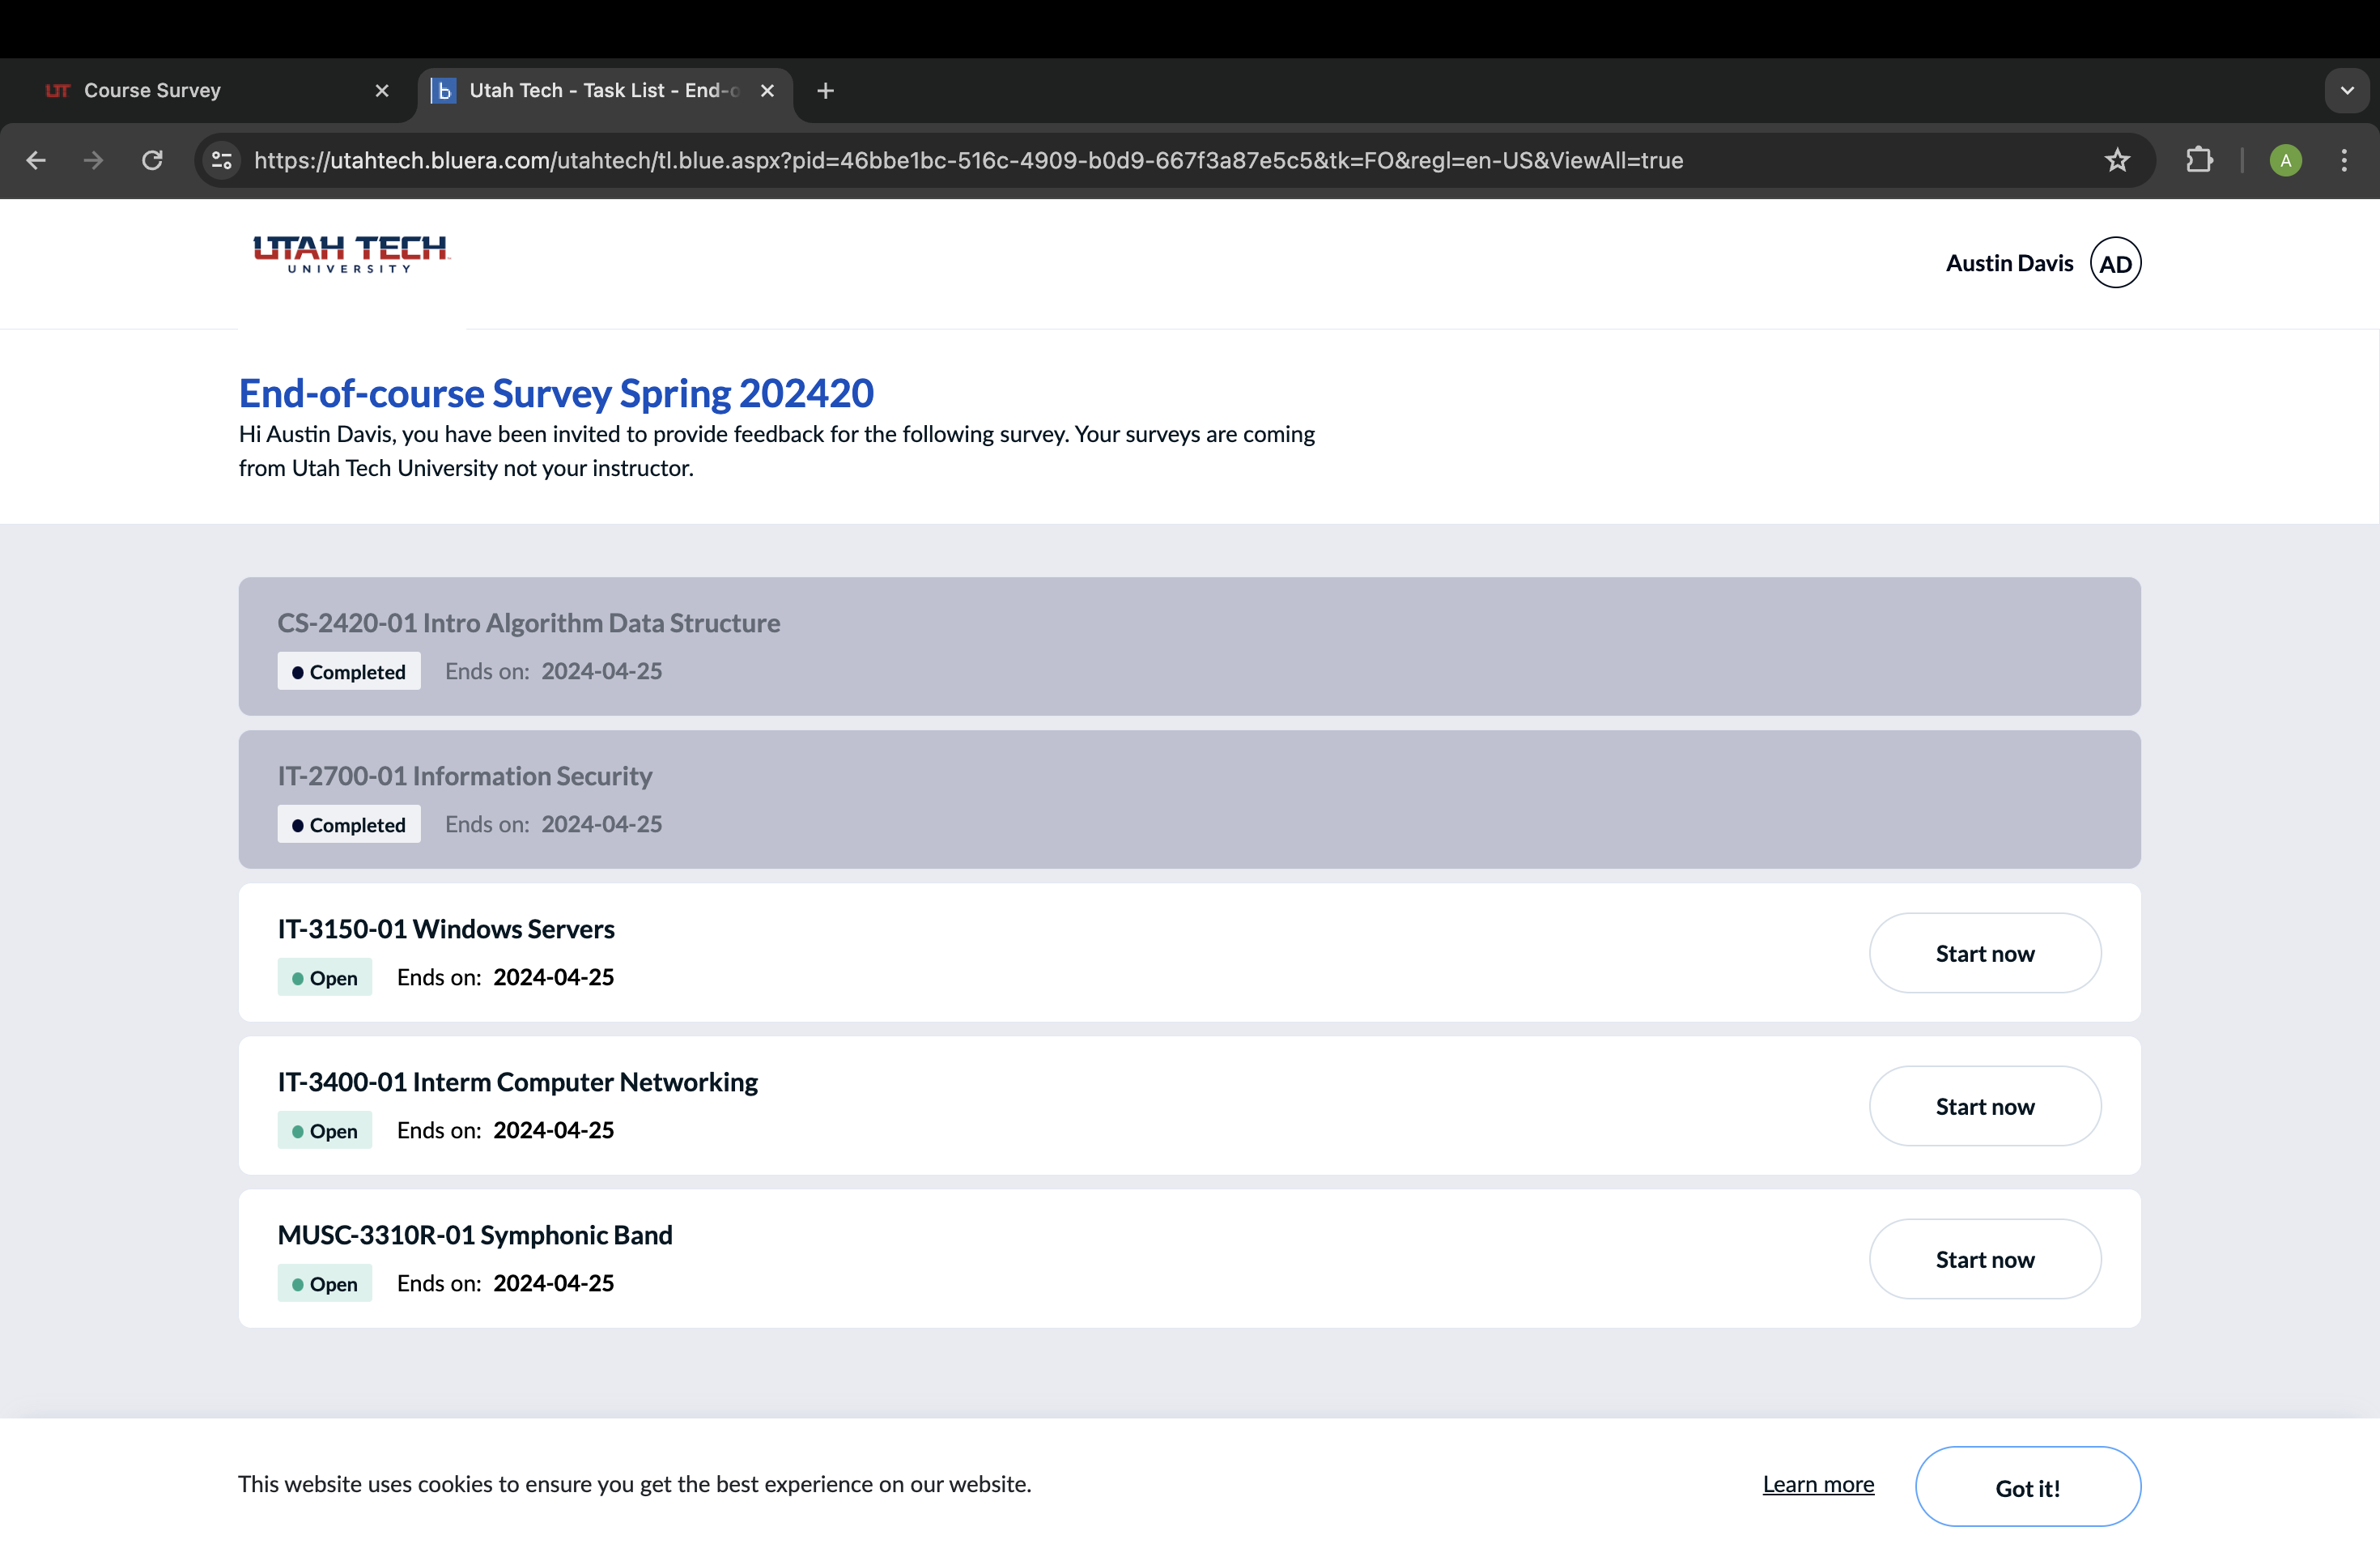 UT Course Survey
b Utah Tech - Task List - End-o
https://utahtech.bluera.com/utahtech/tl.blue.aspx?pid=46bbe1bc-516c-4909-b0d9-667f3a87e5c5&tk=FO&regl=en-US&ViewAll=true
A
UTAH TECH
UNIVERSITY
Austin Davis AD
End-of-course Survey Spring 202420
Hi Austin Davis, you have been invited to provide feedback for the following survey. Your surveys are coming
from Utah Tech University not your instructor.
CS-2420-01 Intro Algorithm Data Structure
Completed Ends on: 2024-04-25
IT-2700-01 Information Security
Completed Ends on: 2024-04-25
IT-3150-01 Windows Servers
Open Ends on: 2024-04-25
Start now
IT-3400-01 Interm Computer Networking
Open Ends on: 2024-04-25
Start now
MUSC-3310R-01 Symphonic Band
Open Ends on: 2024-04-25
Start now
This website uses cookies to ensure you get the best experience on our website.
Learn more
Got it!